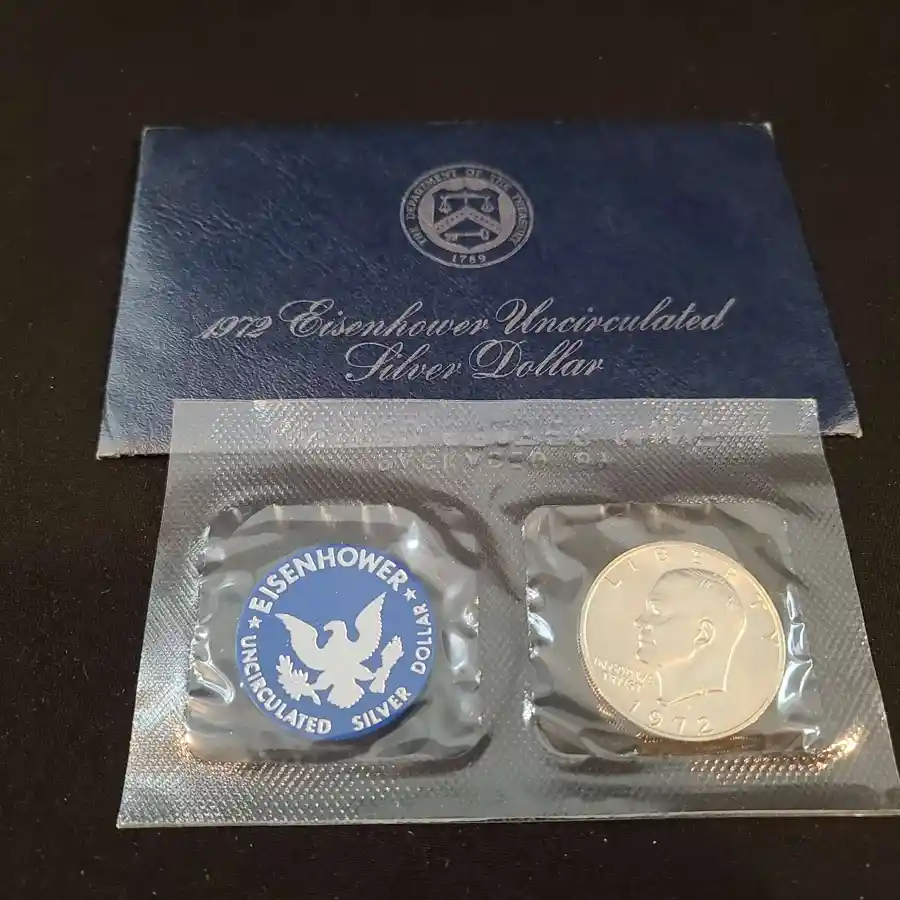 THE DEPARTMENT OF THE TREASURY
1789
1972 Eisenhower Uncirculated
Silver Dollar
★ EISENHOWER ★
UNCIRCULATED SILVER DOLLAR
LIBERTY
IN GOD WE
TRUST
1972